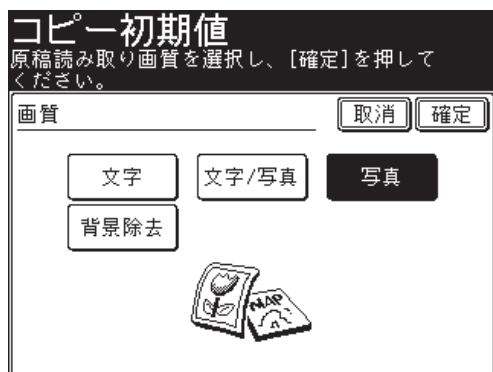 コピー初期値
原稿読み取り画質を選択し、[確定]を押して
ください。
画質 取消 確定
文字 文字/写真 写真
背景除去
MAP